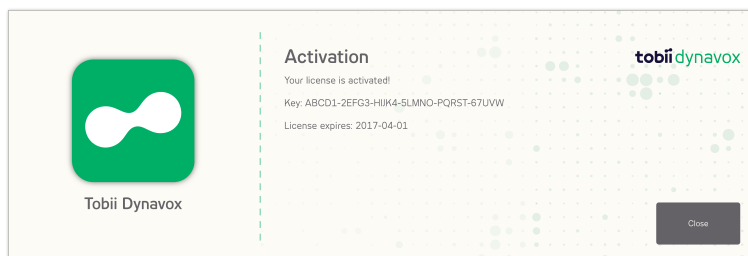 Activation
tobii dynavox
Your license is activated!
Key: ABCD1-2EFG3-HIJK4-5LMNO-PQRST-67UVW
License expires: 2017-04-01
Tobii Dynavox
Close